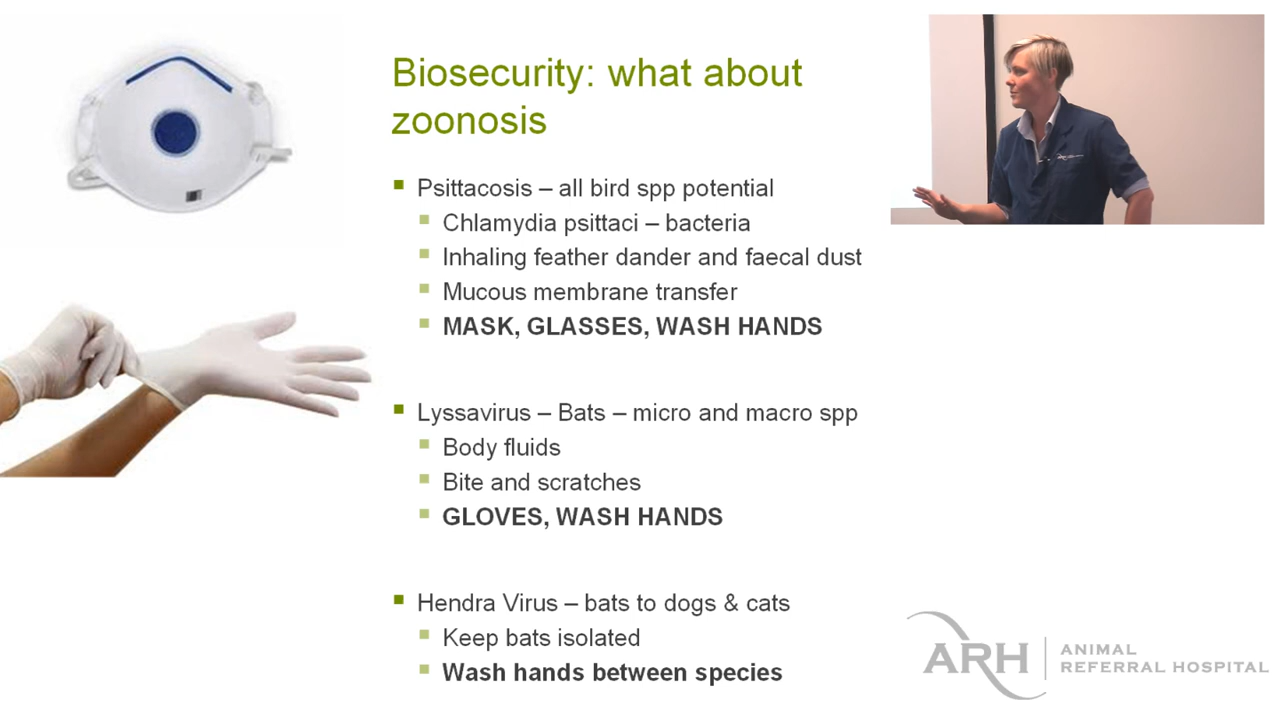 Biosecurity: what about
zoonosis
Psittacosis – all bird spp potential
Chlamydia psittaci – bacteria
Inhaling feather dander and faecal dust
Mucous membrane transfer
MASK, GLASSES, WASH HANDS
Lyssavirus – Bats – micro and macro spp
Body fluids
Bite and scratches
GLOVES, WASH HANDS
Hendra Virus – bats to dogs & cats
Keep bats isolated
Wash hands between species
ARH
ANIMAL
REFERRAL HOSPITAL